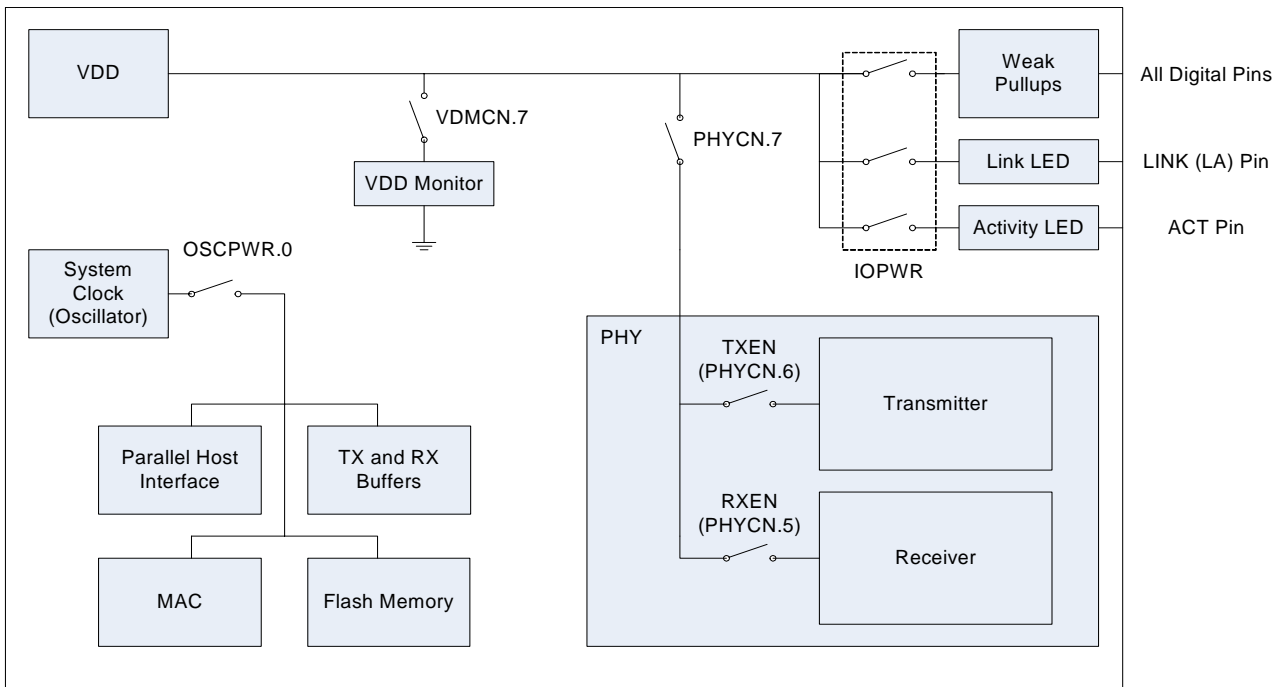 VDD
VDMCN.7
VDD Monitor
PHYCN.7
Weak
Pullups
All Digital Pins
Link LED
LINK (LA) Pin
Activity LED
ACT Pin
IOPWR
OSCPWR.0
System
Clock
(Oscillator)
Parallel Host
Interface
TX and RX
Buffers
MAC
Flash Memory
PHY
TXEN
(PHYCN.6)
Transmitter
RXEN
(PHYCN.5)
Receiver